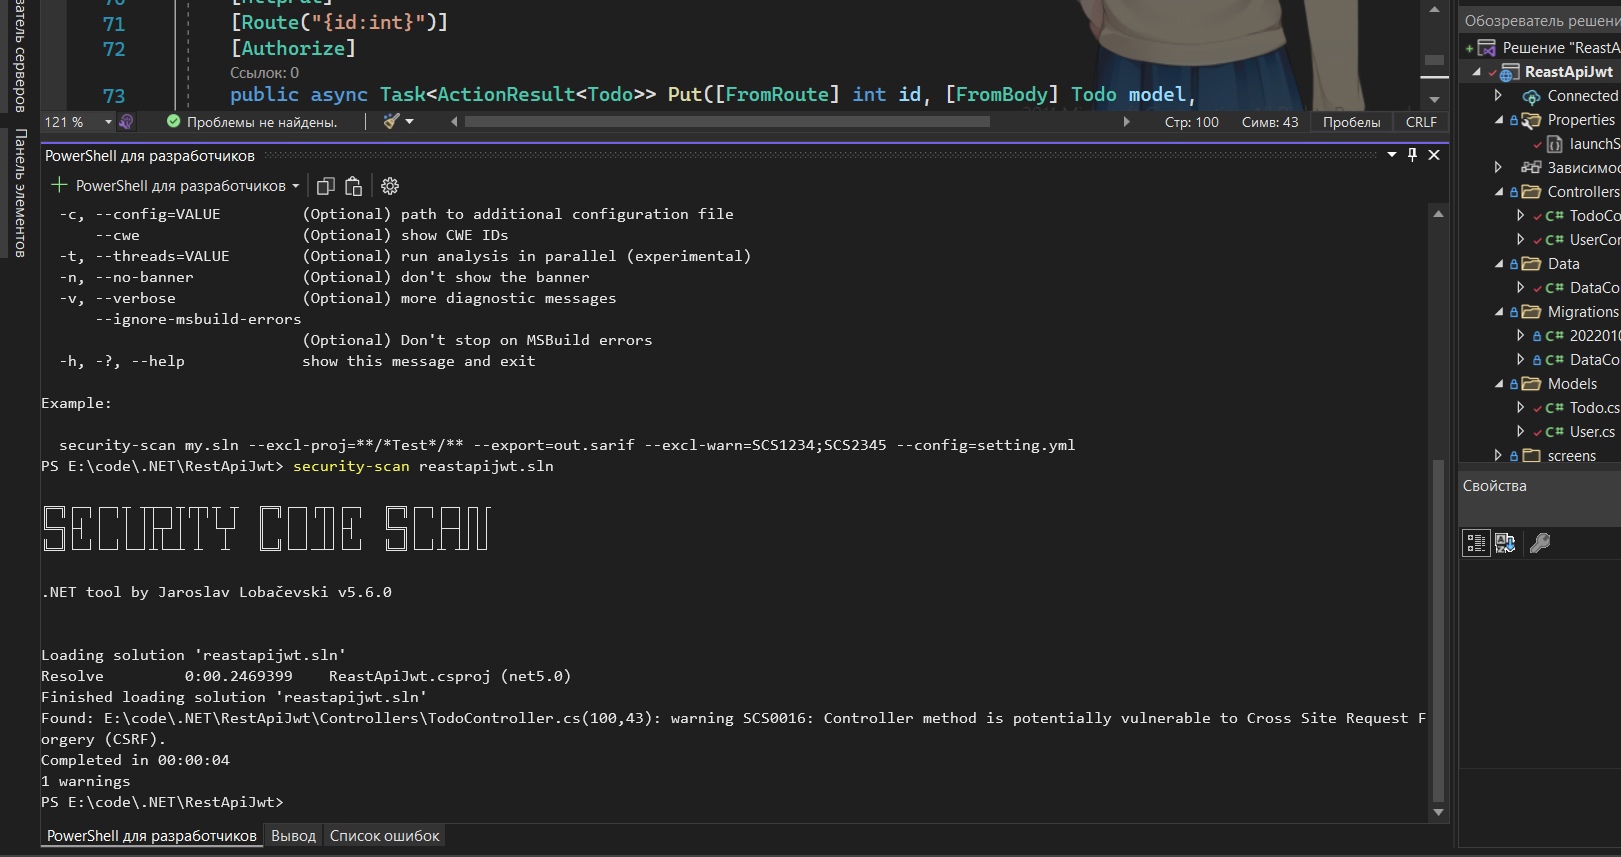 ватель серверов
Панель элементов
70
[HttpPut]
71
[Route("{id:int}")]
72
[Authorize]
Ссылок: 0
73
public async Task<ActionResult<Todo>> Put([FromRoute] int id, [FromBody] Todo model,
121 %
Проблемы не найдены.
Стр: 100
Симв: 43
Пробелы
CRLF
PowerShell для разработчиков
PowerShell для разработчиков
-c, --config=VALUE (Optional) path to additional configuration file
--cwe (Optional) show CWE IDs
-t, --threads=VALUE (Optional) run analysis in parallel (experimental)
-n, --no-banner (Optional) don't show the banner
-v, --verbose (Optional) more diagnostic messages
--ignore-msbuild-errors
(Optional) Don't stop on MSBuild errors
-h, -?, --help show this message and exit
Example:
security-scan my.sln --excl-proj=**/*Test*/** --export=out.sarif --excl-warn=SCS1234;SCS2345 --config=setting.yml
PS E:\code\.NET\RestApiJwt> security-scan reastapijwt.sln
SECURITY CODE SCAN
.NET tool by Jaroslav Lobačevski v5.6.0
Loading solution 'reastapijwt.sln'
Resolve 0:00.2469399 ReastApiJwt.csproj (net5.0)
Finished loading solution 'reastapijwt.sln'
Found: E:\code\.NET\RestApiJwt\Controllers\TodoController.cs(100,43): warning SCS0016: Controller method is potentially vulnerable to Cross Site Request F
orgery (CSRF).
Completed in 00:00:04
1 warnings
PS E:\code\.NET\RestApiJwt>
PowerShell для разработчиков
Вывод
Список ошибок
Обозреватель решени
Решение "ReastA
ReastApiJwt
Connected
Properties
launchS
Зависимос
Controllers
C# TodoCo
C# UserCon
Data
C# DataCo
Migrations
C# 2022010
C# DataCo
Models
C# Todo.cs
C# User.cs
screens
Свойства